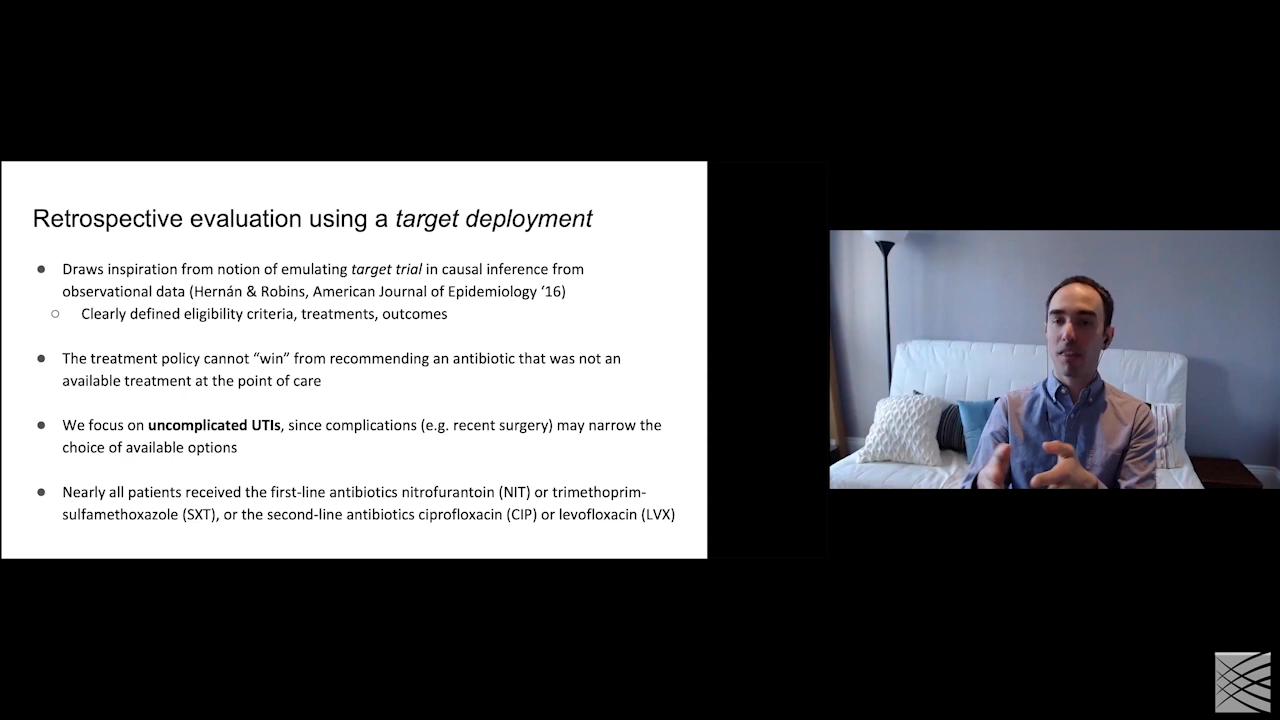 Retrospective evaluation using a target deployment
● Draws inspiration from notion of emulating target trial in causal inference from
observational data (Hernán & Robins, American Journal of Epidemiology ‘16)
○ Clearly defined eligibility criteria, treatments, outcomes
● The treatment policy cannot “win” from recommending an antibiotic that was not an
available treatment at the point of care
● We focus on uncomplicated UTIs, since complications (e.g. recent surgery) may narrow the
choice of available options
● Nearly all patients received the first-line antibiotics nitrofurantoin (NIT) or trimethoprim-
sulfamethoxazole (SXT), or the second-line antibiotics ciprofloxacin (CIP) or levofloxacin (LVX)